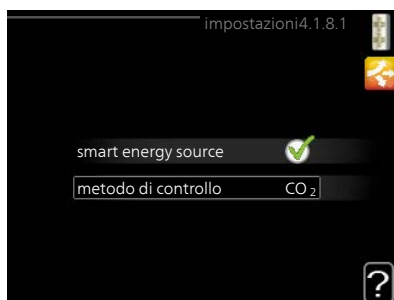 impostazioni4.1.8.1
smart energy source
metodo di controllo CO₂
?